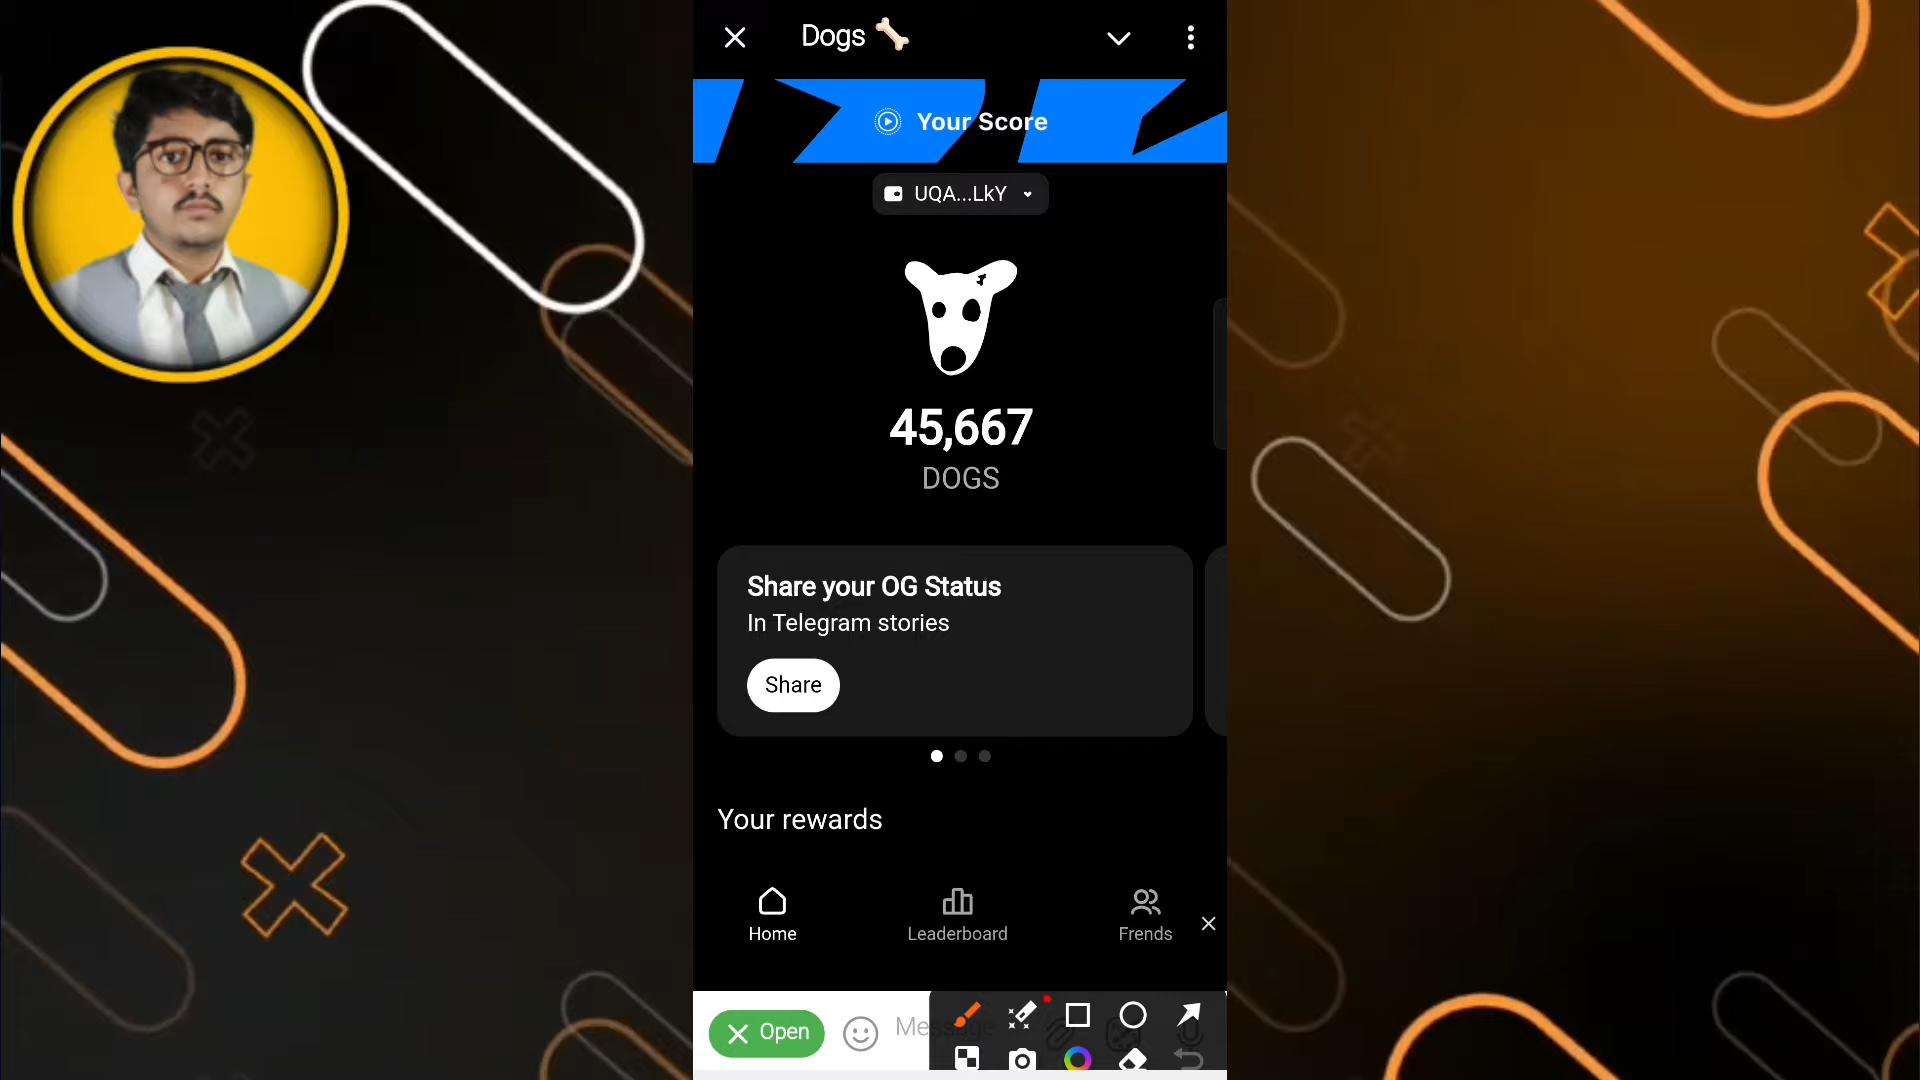 Dogs 🦴
Your Score
UQA...LkY
45,667
DOGS
Share your OG Status
In Telegram stories
Share
Your rewards
Home
Leaderboard
Frends
Open
Message